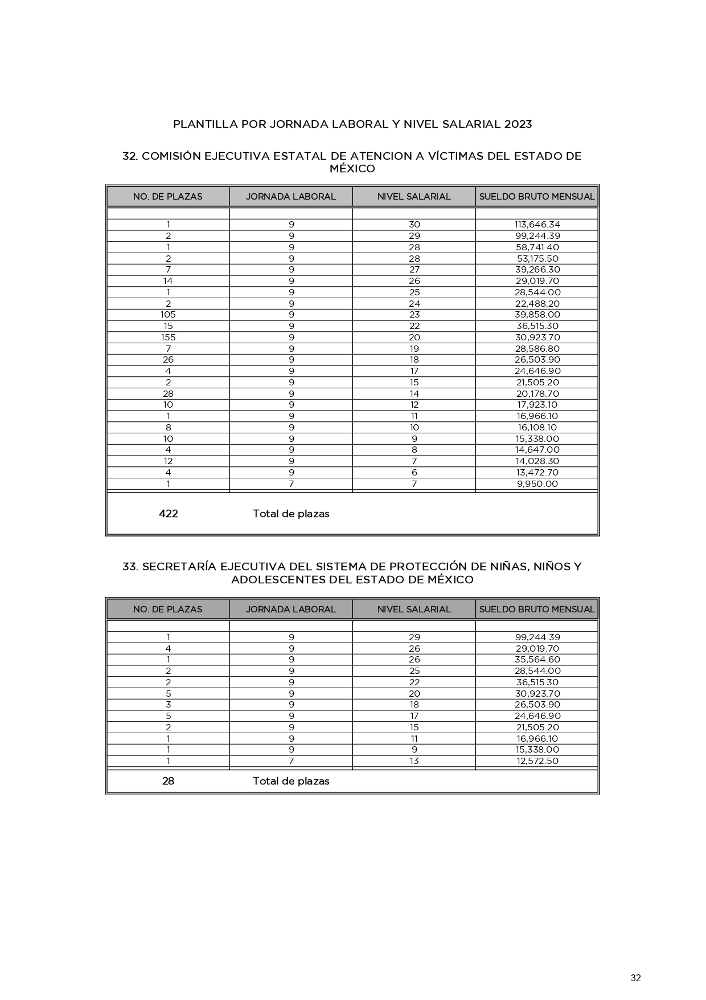 PLANTILLA POR JORNADA LABORAL Y NIVEL SALARIAL 2023
32. COMISIÓN EJECUTIVA ESTATAL DE ATENCION A VÍCTIMAS DEL ESTADO DE
MÉXICO
NO. DE PLAZAS JORNADA LABORAL NIVEL SALARIAL SUELDO BRUTO MENSUAL
1 9 30 113,646.34
2 9 29 99,244.39
1 9 28 58,741.40
2 9 28 53,175.50
7 9 27 39,266.30
14 9 26 29,019.70
1 9 25 28,544.00
2 9 24 22,488.20
105 9 23 39,858.00
15 9 22 36,515.30
155 9 20 30,923.70
7 9 19 28,586.80
26 9 18 26,503.90
4 9 17 24,646.90
2 9 15 21,505.20
28 9 14 20,178.70
10 9 12 17,923.10
1 9 11 16,966.10
8 9 10 16,108.10
10 9 9 15,338.00
4 9 8 14,647.00
12 9 7 14,028.30
4 9 6 13,472.70
1 7 7 9,950.00
422 Total de plazas
33. SECRETARÍA EJECUTIVA DEL SISTEMA DE PROTECCIÓN DE NIÑAS, NIÑOS Y
ADOLESCENTES DEL ESTADO DE MÉXICO
NO. DE PLAZAS JORNADA LABORAL NIVEL SALARIAL SUELDO BRUTO MENSUAL
1 9 29 99,244.39
4 9 26 29,019.70
1 9 26 35,564.60
2 9 25 28,544.00
2 9 22 36,515.30
5 9 20 30,923.70
3 9 18 26,503.90
5 9 17 24,646.90
2 9 15 21,505.20
1 9 11 16,966.10
1 9 9 15,338.00
1 7 13 12,572.50
28 Total de plazas
32